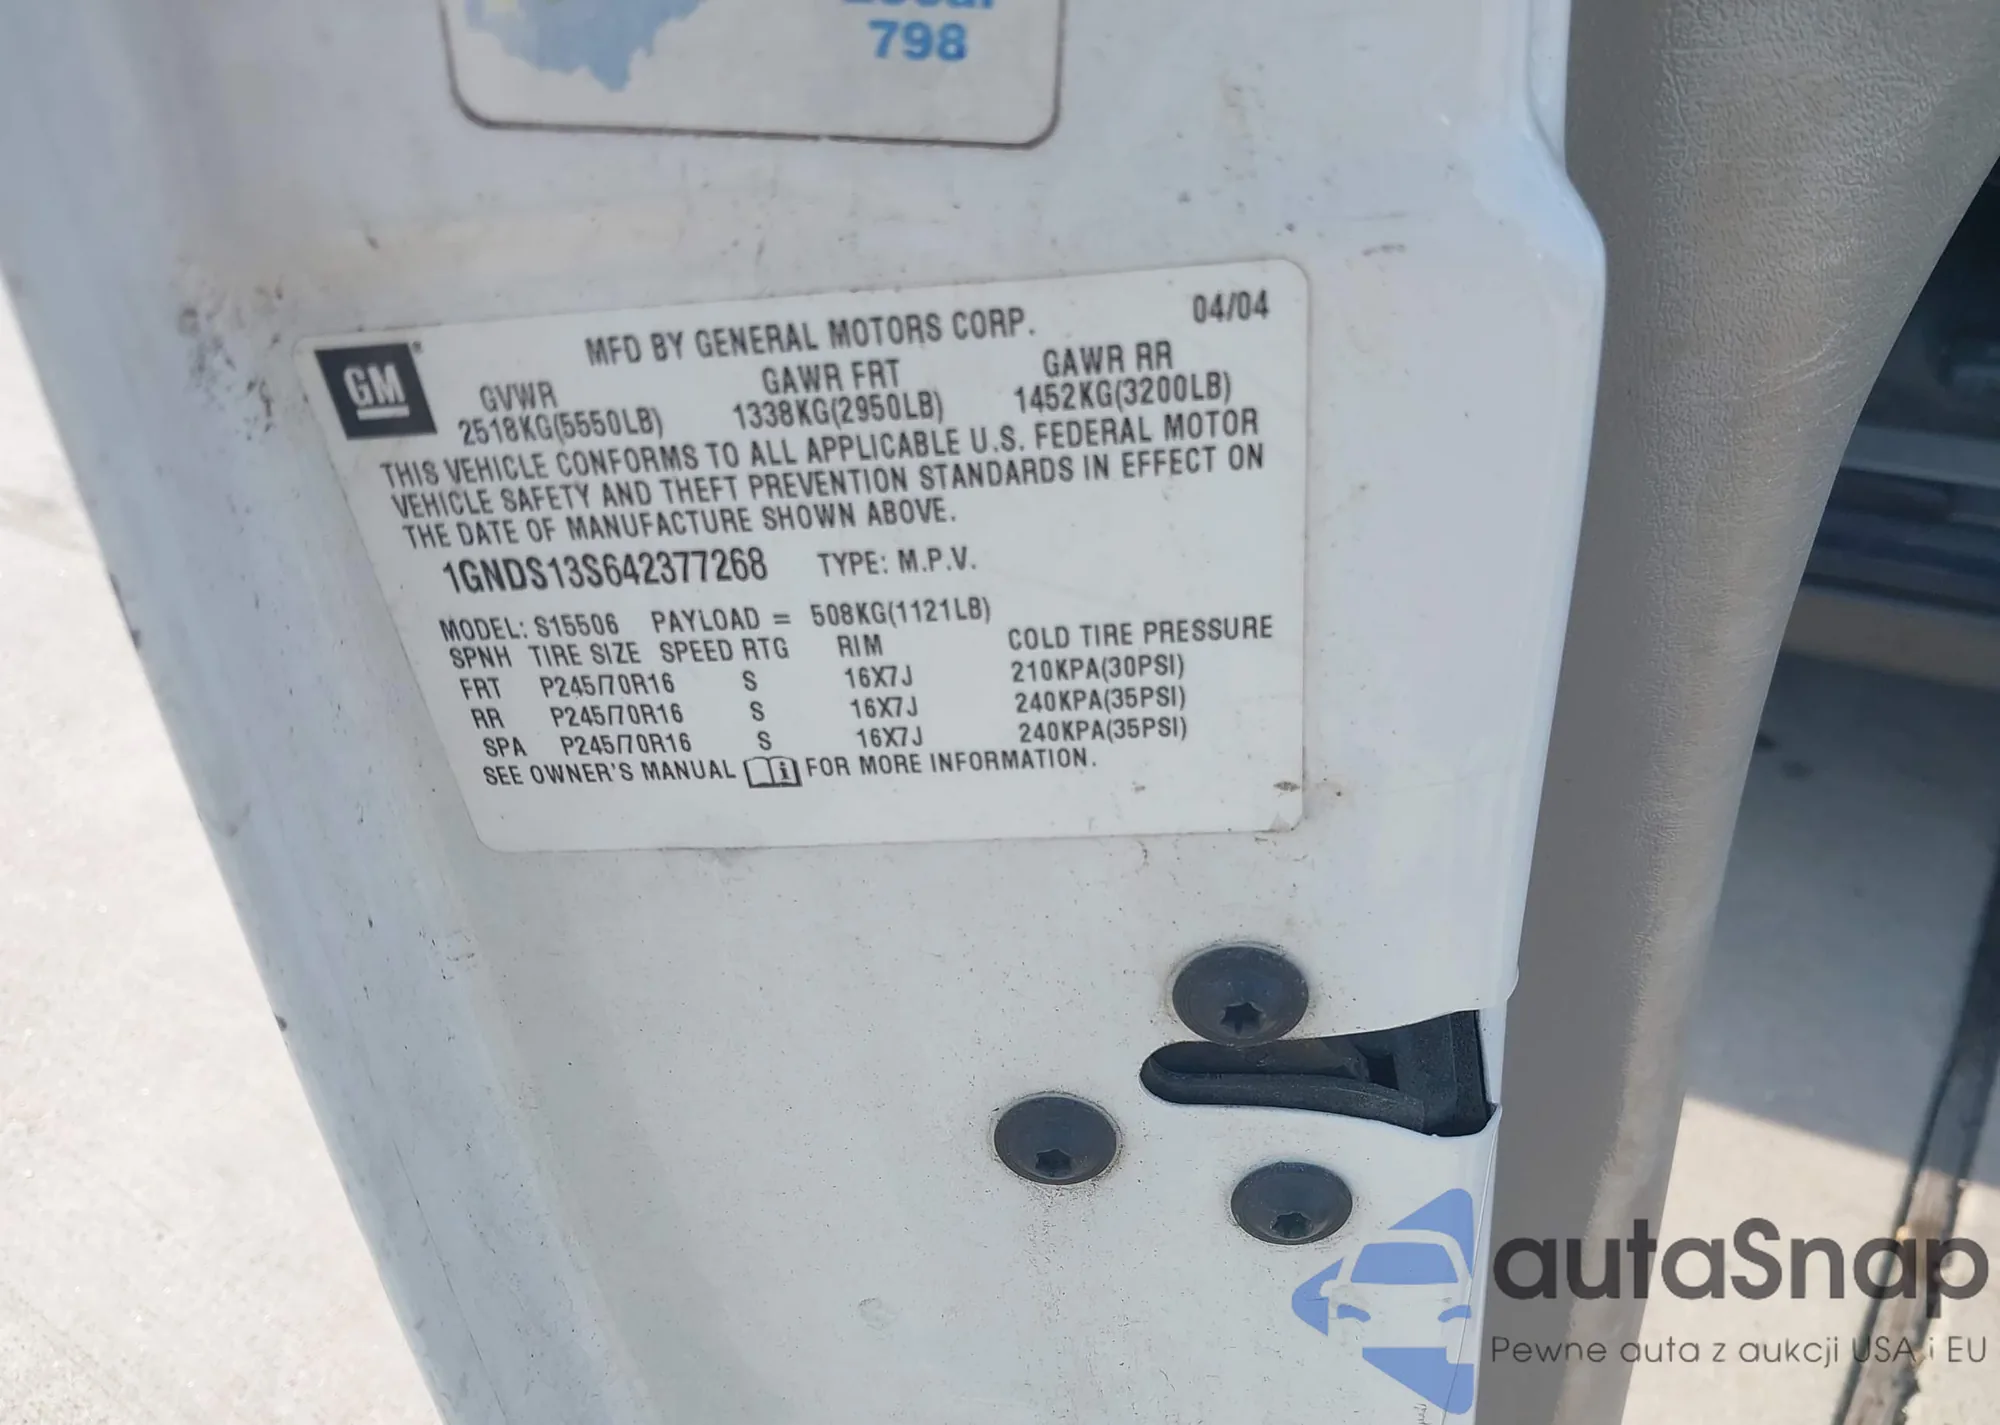 798
MFD BY GENERAL MOTORS CORP. 04/04
GM
GVWR GAWR FRT GAWR RR
2518KG(5550LB) 1338KG(2950LB) 1452KG(3200LB)
THIS VEHICLE CONFORMS TO ALL APPLICABLE U.S. FEDERAL MOTOR
VEHICLE SAFETY AND THEFT PREVENTION STANDARDS IN EFFECT ON
THE DATE OF MANUFACTURE SHOWN ABOVE.
1GNDS13S642377268 TYPE: M.P.V.
MODEL: S15506 PAYLOAD = 508KG(1121LB)
SPNH TIRE SIZE SPEED RTG RIM COLD TIRE PRESSURE
FRT P245/70R16 S 16X7J 210KPA(30PSI)
RR P245/70R16 S 16X7J 240KPA(35PSI)
SPA P245/70R16 S 16X7J 240KPA(35PSI)
SEE OWNER'S MANUAL FOR MORE INFORMATION.
autaSnap
Pewne auta z aukcji USA i EU